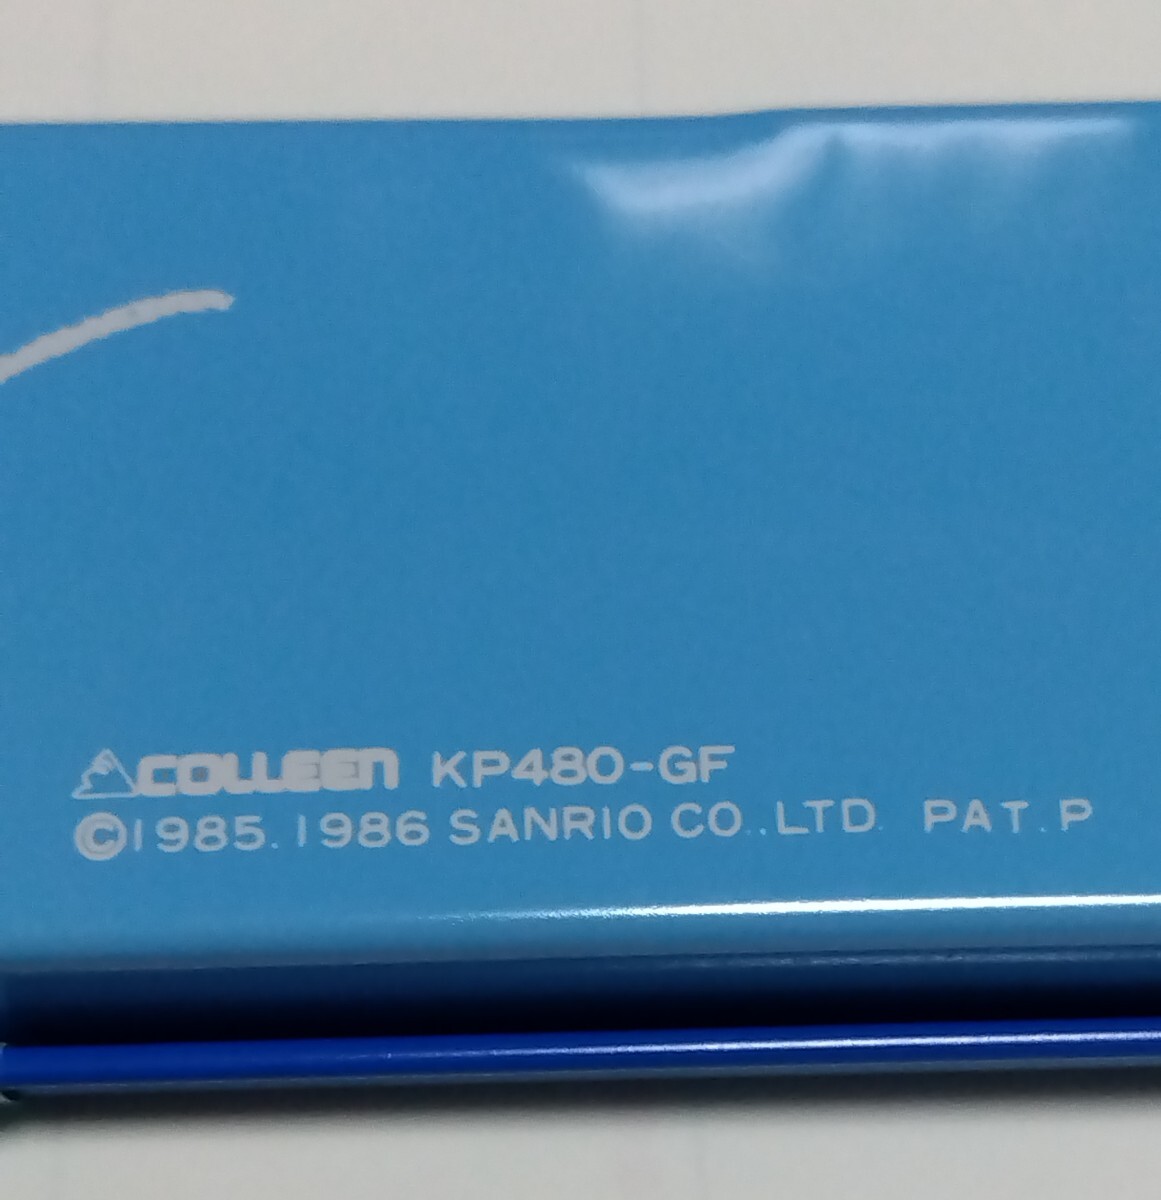 COLLEEN KP480-GF
©1985.1986 SANRIO CO.,LTD. PAT.P